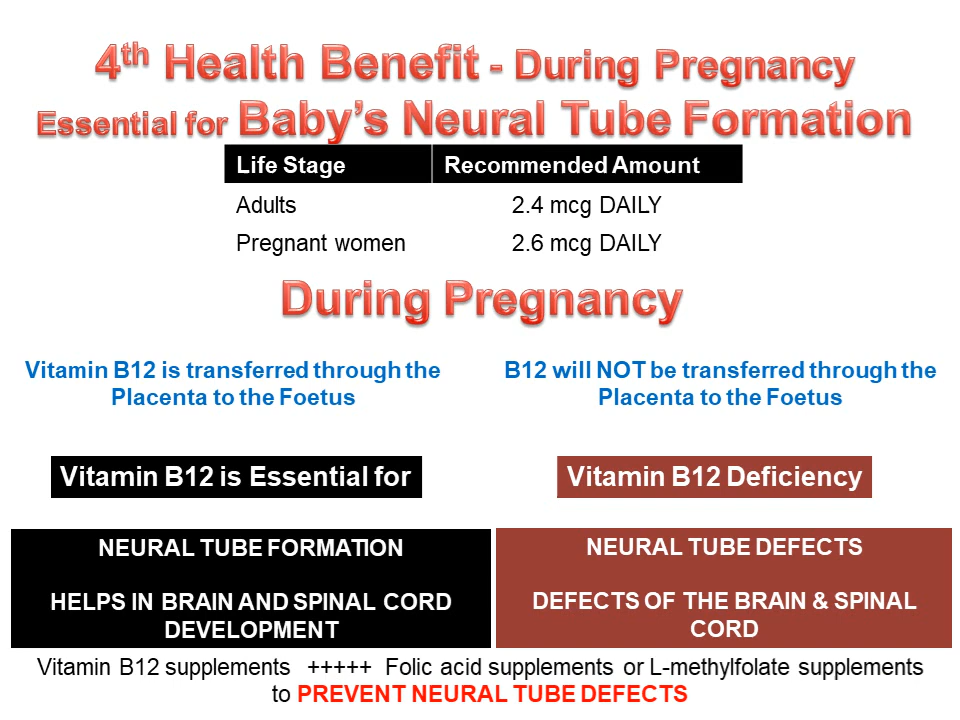 4th Health Benefit - During Pregnancy
Essential for Baby's Neural Tube Formation
Life Stage Recommended Amount
Adults 2.4 mcg DAILY
Pregnant women 2.6 mcg DAILY
During Pregnancy
Vitamin B12 is transferred through the
Placenta to the Foetus
B12 will NOT be transferred through the
Placenta to the Foetus
Vitamin B12 is Essential for
Vitamin B12 Deficiency
NEURAL TUBE FORMATION
HELPS IN BRAIN AND SPINAL CORD
DEVELOPMENT
NEURAL TUBE DEFECTS
DEFECTS OF THE BRAIN & SPINAL
CORD
Vitamin B12 supplements +++++ Folic acid supplements or L-methylfolate supplements
to PREVENT NEURAL TUBE DEFECTS